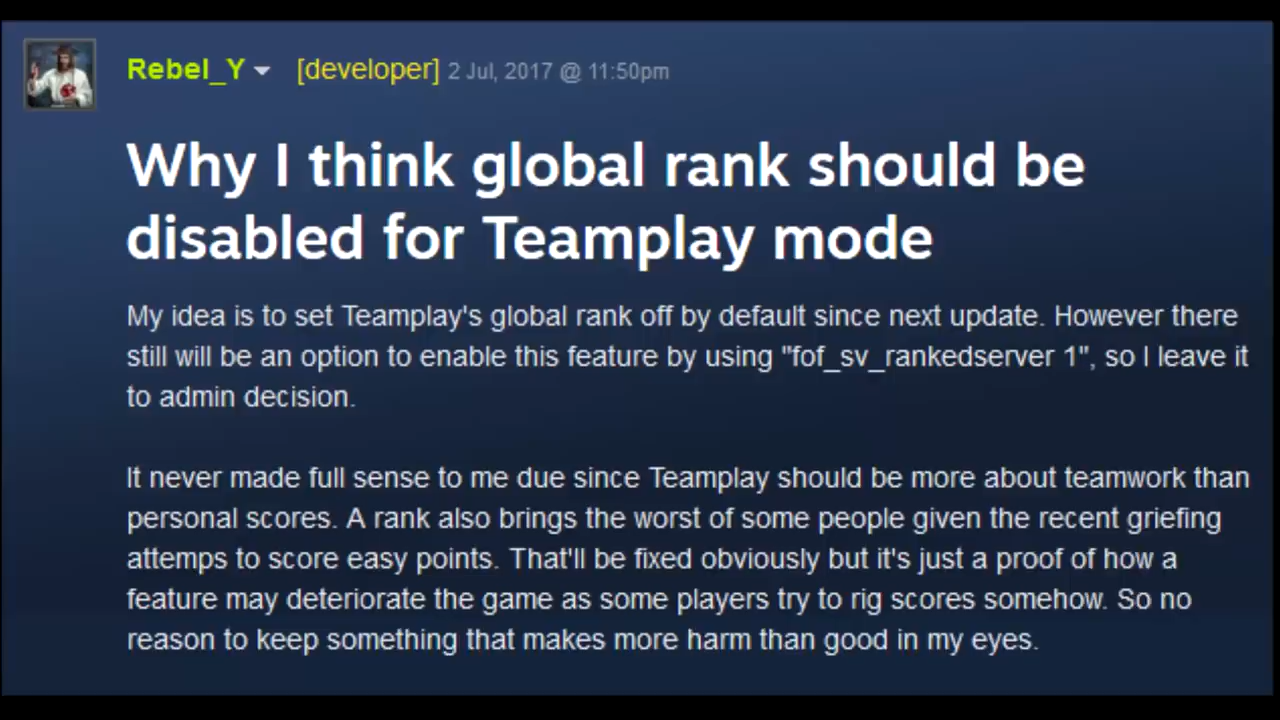 Rebel_Y [developer] 2 Jul, 2017 @ 11:50pm
Why I think global rank should be
disabled for Teamplay mode
My idea is to set Teamplay's global rank off by default since next update. However there
still will be an option to enable this feature by using "fof_sv_rankedserver 1", so I leave it
to admin decision.
It never made full sense to me due since Teamplay should be more about teamwork than
personal scores. A rank also brings the worst of some people given the recent griefing
attemps to score easy points. That'll be fixed obviously but it's just a proof of how a
feature may deteriorate the game as some players try to rig scores somehow. So no
reason to keep something that makes more harm than good in my eyes.